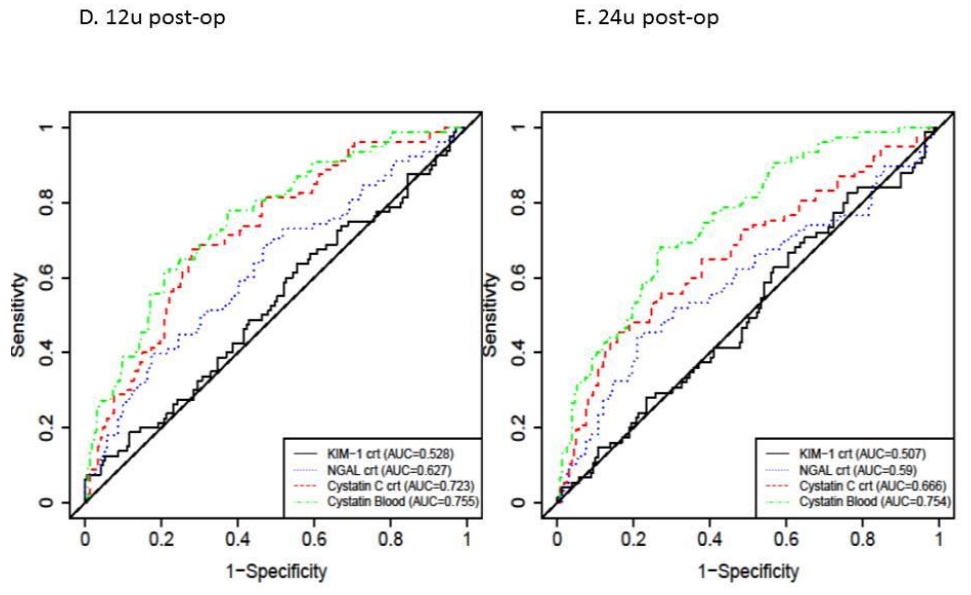 D. 12u post-op
E. 24u post-op
Sensitivty
1
0.8
0.6
0.4
0.2
0
KIM-1 crt (AUC=0.528)
NGAL crt (AUC=0.627)
Cystatin C crt (AUC=0.723)
Cystatin Blood (AUC=0.755)
0 0.2 0.4 0.6 0.8 1
1-Specificity
Sensitivty
1
0.8
0.6
0.4
0.2
0
KIM-1 crt (AUC=0.507)
NGAL crt (AUC=0.59)
Cystatin C crt (AUC=0.666)
Cystatin Blood (AUC=0.754)
0 0.2 0.4 0.6 0.8 1
1-Specificity